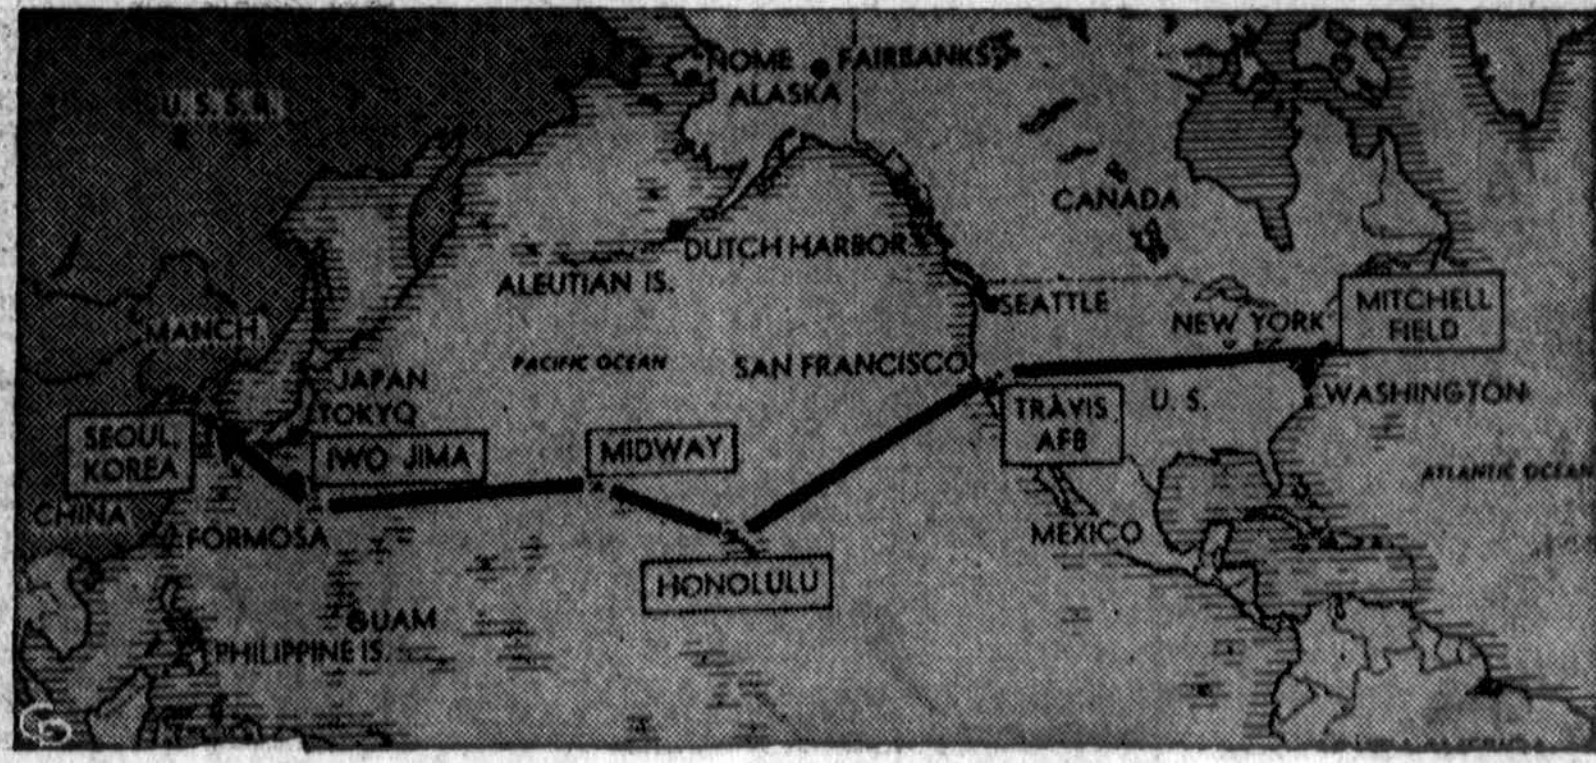 U.S.S.R.
NOME
FAIRBANKS
ALASKA
CANADA
DUTCH HARBOR
ALEUTIAN IS.
SEATTLE
MITCHELL
FIELD
NEW YORK
MANCH.
PACIFIC OCEAN
SAN FRANCISCO
JAPAN
TOKYO
WASHINGTON
TRAVIS
AFB
U. S.
SEOUL,
KOREA
IWO JIMA
MIDWAY
ATLANTIC OCEAN
CHINA
FORMOSA
MEXICO
HONOLULU
GUAM
PHILIPPINE IS.